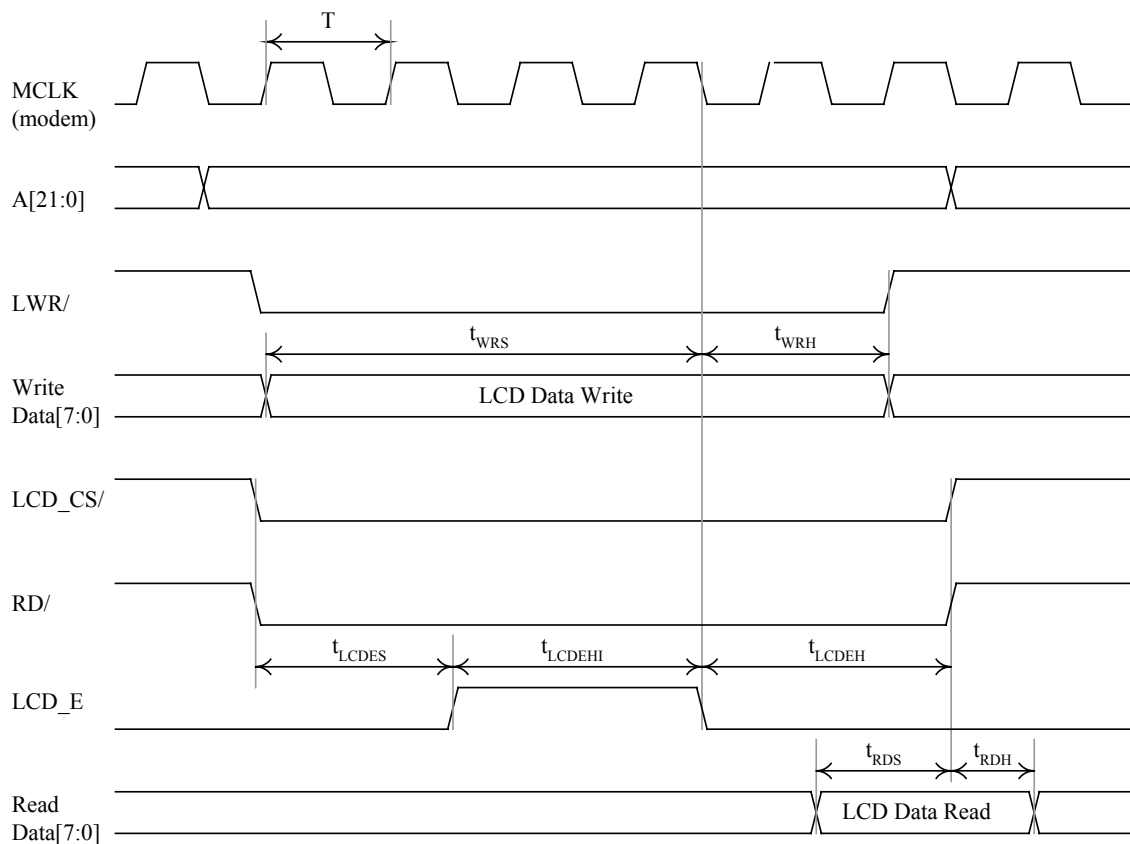 T
MCLK
(modem)
A[21:0]
LWR/
tWRS
tWRH
Write
Data[7:0]
LCD Data Write
LCD_CS/
RD/
tLCDES
tLCDEHI
tLCDEH
LCD_E
tRDS
tRDH
Read
Data[7:0]
LCD Data Read